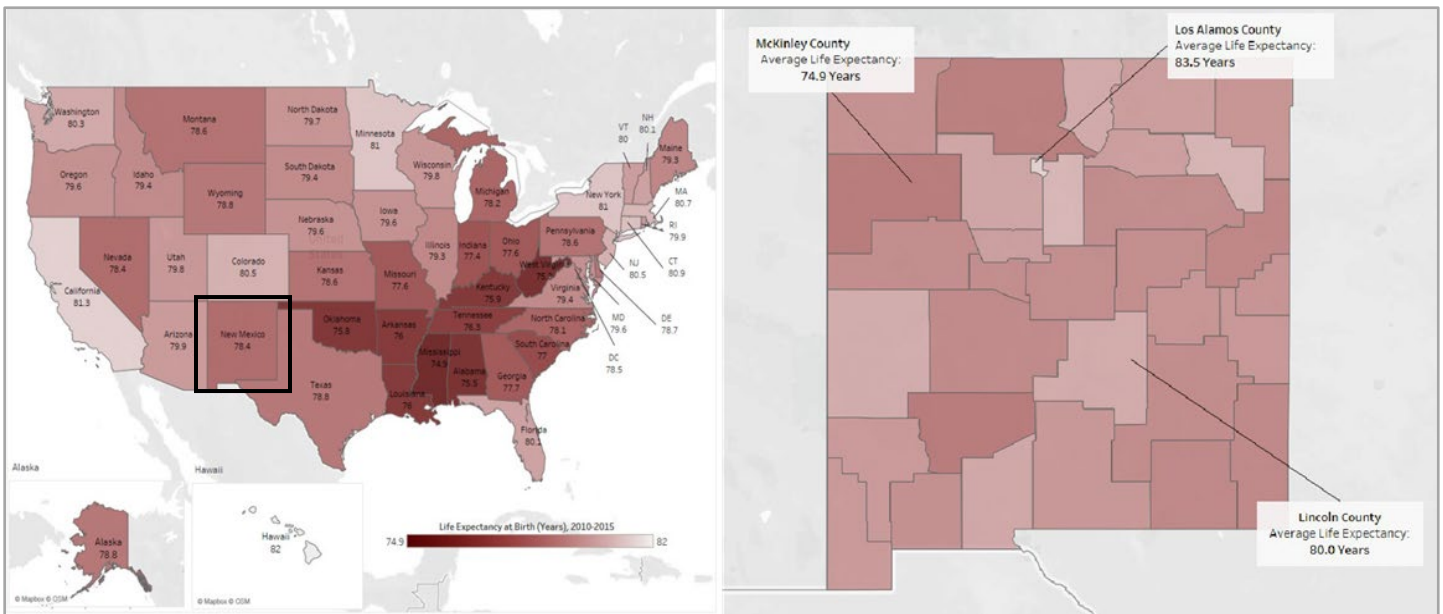 Washington
80.3
Montana
78.6
North Dakota
79.7
Minnesota
81
VT
80
NH
80.1
Maine
79.3
Oregon
79.6
Idaho
79.4
Wyoming
78.8
South Dakota
79.4
Wisconsin
79.8
Michigan
78.2
New York
81
MA
80.7
Nebraska
79.6
United
States
Iowa
79.6
Pennsylvania
78.6
RI
79.9
Nevada
78.4
Utah
79.8
Colorado
80.5
Kansas
78.6
Missouri
77.6
Illinois
79.3
Indiana
77.4
Ohio
77.6
NJ
80.5
CT
80.9
California
81.3
Kentucky
75.9
West Virginia
Virginia
79.4
MD
79.6
DE
78.7
DC
78.5
Arizona
79.9
New Mexico
78.4
Oklahoma
75.8
Arkansas
76
Tennessee
76.3
North Carolina
78.1
South Carolina
77
Texas
78.8
Louisiana
76
Mississippi
74.9
Alabama
75.5
Georgia
77.7
Florida
80.1
Alaska
Hawaii
Alaska
78.8
© Mapbox © OSM
Hawaii
82
© Mapbox © OSM
Life Expectancy at Birth (Years), 2010-2015
74.9
82
McKinley County
Average Life Expectancy:
74.9 Years
Los Alamos County
Average Life Expectancy:
83.5 Years
Lincoln County
Average Life Expectancy:
80.0 Years